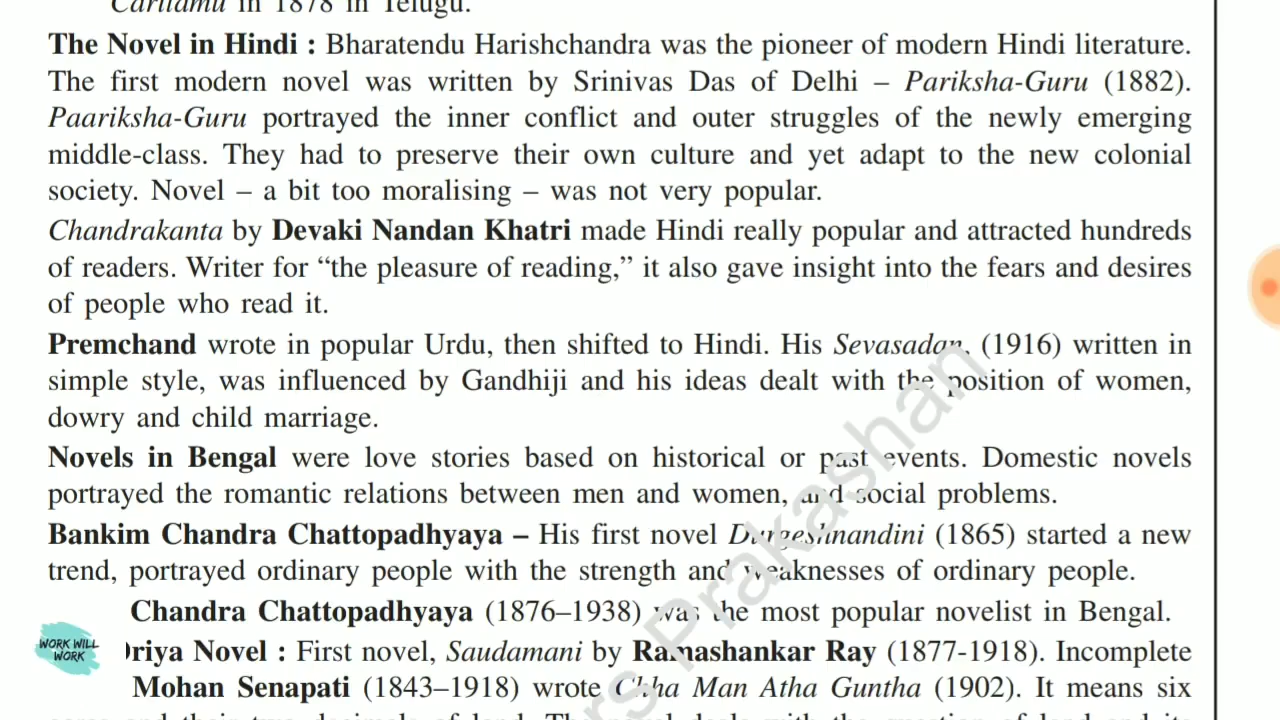 Caritamu in 1878 in Telugu.
The Novel in Hindi : Bharatendu Harishchandra was the pioneer of modern Hindi literature.
The first modern novel was written by Srinivas Das of Delhi – Pariksha-Guru (1882).
Paariksha-Guru portrayed the inner conflict and outer struggles of the newly emerging
middle-class. They had to preserve their own culture and yet adapt to the new colonial
society. Novel – a bit too moralising – was not very popular.
Chandrakanta by Devaki Nandan Khatri made Hindi really popular and attracted hundreds
of readers. Writer for “the pleasure of reading,” it also gave insight into the fears and desires
of people who read it.
Premchand wrote in popular Urdu, then shifted to Hindi. His Sevasadan, (1916) written in
simple style, was influenced by Gandhiji and his ideas dealt with the position of women,
dowry and child marriage.
Novels in Bengal were love stories based on historical or past events. Domestic novels
portrayed the romantic relations between men and women, and social problems.
Bankim Chandra Chattopadhyaya – His first novel Durgeshnandini (1865) started a new
trend, portrayed ordinary people with the strength and weaknesses of ordinary people.
Chandra Chattopadhyaya (1876–1938) was the most popular novelist in Bengal.
riya Novel : First novel, Saudamani by Ramashankar Ray (1877-1918). Incomplete
Mohan Senapati (1843–1918) wrote Chha Man Atha Guntha (1902). It means six
WORK WILL
WORK
rs Prakashan